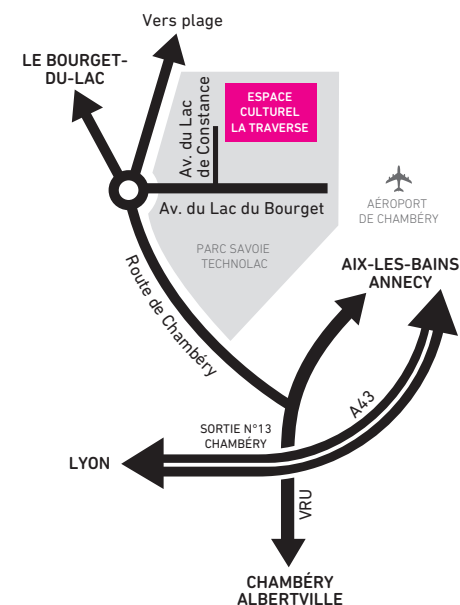 Vers plage
LE BOURGET-
DU-LAC
ESPACE
CULTUREL
LA TRAVERSE
Av. du Lac
de Constance
Av. du Lac du Bourget
AÉROPORT
DE CHAMBÉRY
PARC SAVOIE
TECHNOLAC
Route de Chambéry
AIX-LES-BAINS
ANNECY
A43
SORTIE N°13
CHAMBÉRY
LYON
VRU
CHAMBÉRY
ALBERTVILLE